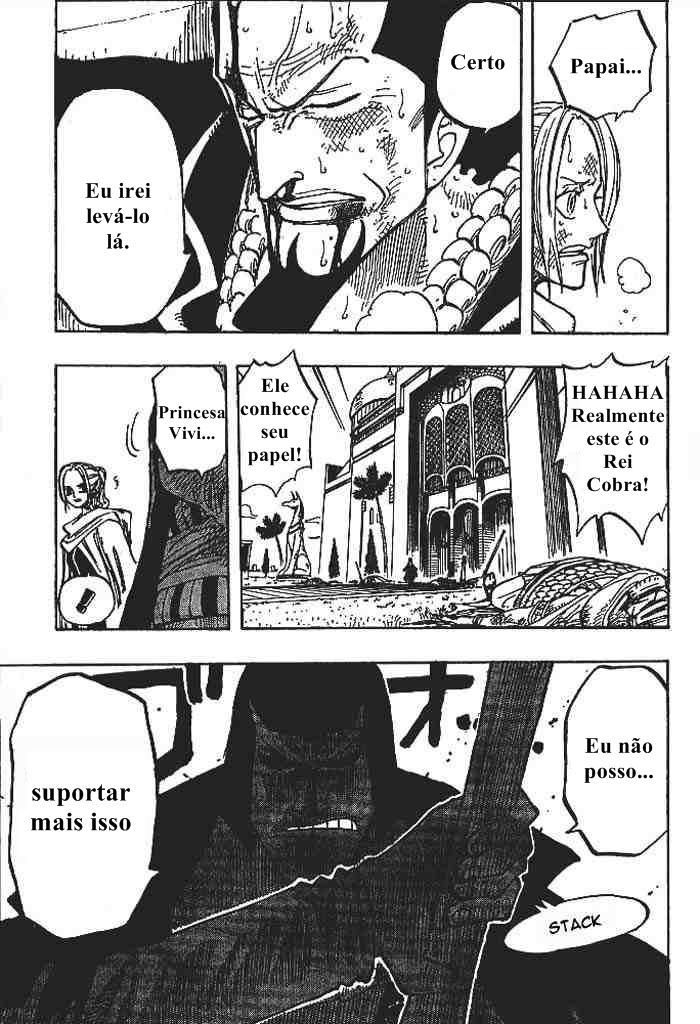 Papai...
Certo
Eu irei
levá-lo
lá.
HAHAHA
Realmente
este é o
Rei
Cobra!
Ele
conhece
seu
papel!
Princesa
Vivi...
!
Eu não
posso...
suportar
mais isso
STACK